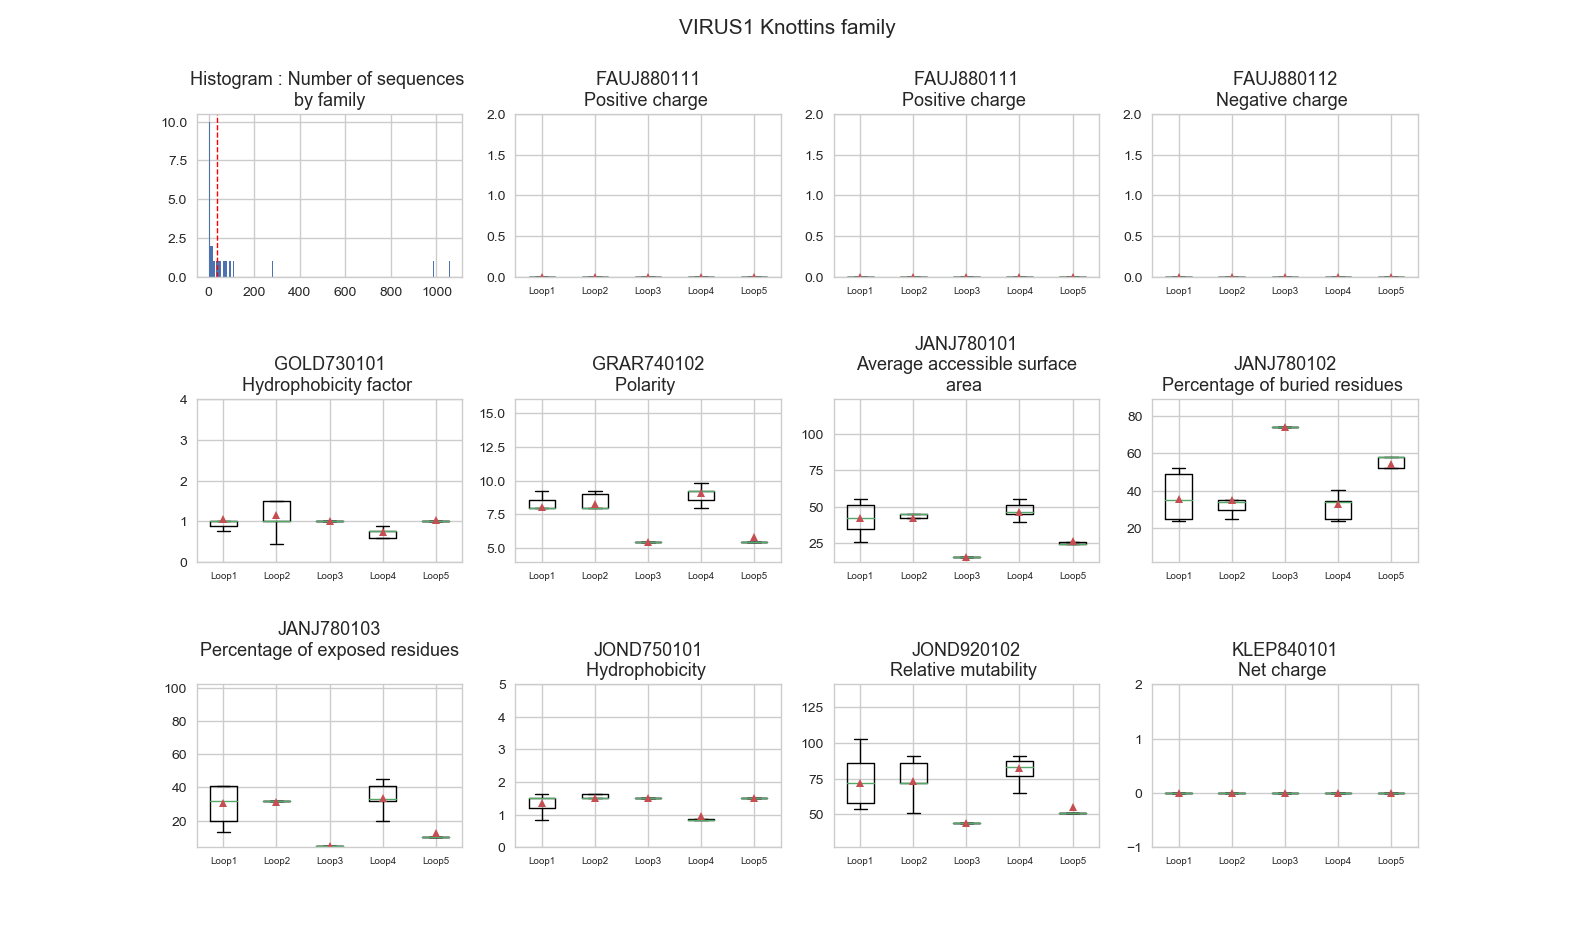 VIRUS1 Knottins family
Histogram : Number of sequences
by family
10.0
7.5
5.0
2.5
0.0
0 200 400 600 800 1000
FAUJ880111
Positive charge
2.0
1.5
1.0
0.5
0.0
Loop1 Loop2 Loop3 Loop4 Loop5
FAUJ880111
Positive charge
2.0
1.5
1.0
0.5
0.0
Loop1 Loop2 Loop3 Loop4 Loop5
FAUJ880112
Negative charge
2.0
1.5
1.0
0.5
0.0
Loop1 Loop2 Loop3 Loop4 Loop5
GOLD730101
Hydrophobicity factor
4
3
2
1
0
Loop1 Loop2 Loop3 Loop4 Loop5
GRAR740102
Polarity
15.0
12.5
10.0
7.5
5.0
Loop1 Loop2 Loop3 Loop4 Loop5
JANJ780101
Average accessible surface
area
100
75
50
25
Loop1 Loop2 Loop3 Loop4 Loop5
JANJ780102
Percentage of buried residues
80
60
40
20
Loop1 Loop2 Loop3 Loop4 Loop5
JANJ780103
Percentage of exposed residues
100
80
60
40
20
Loop1 Loop2 Loop3 Loop4 Loop5
JOND750101
Hydrophobicity
5
4
3
2
1
0
Loop1 Loop2 Loop3 Loop4 Loop5
JOND920102
Relative mutability
125
100
75
50
Loop1 Loop2 Loop3 Loop4 Loop5
KLEP840101
Net charge
2
1
0
−1
Loop1 Loop2 Loop3 Loop4 Loop5